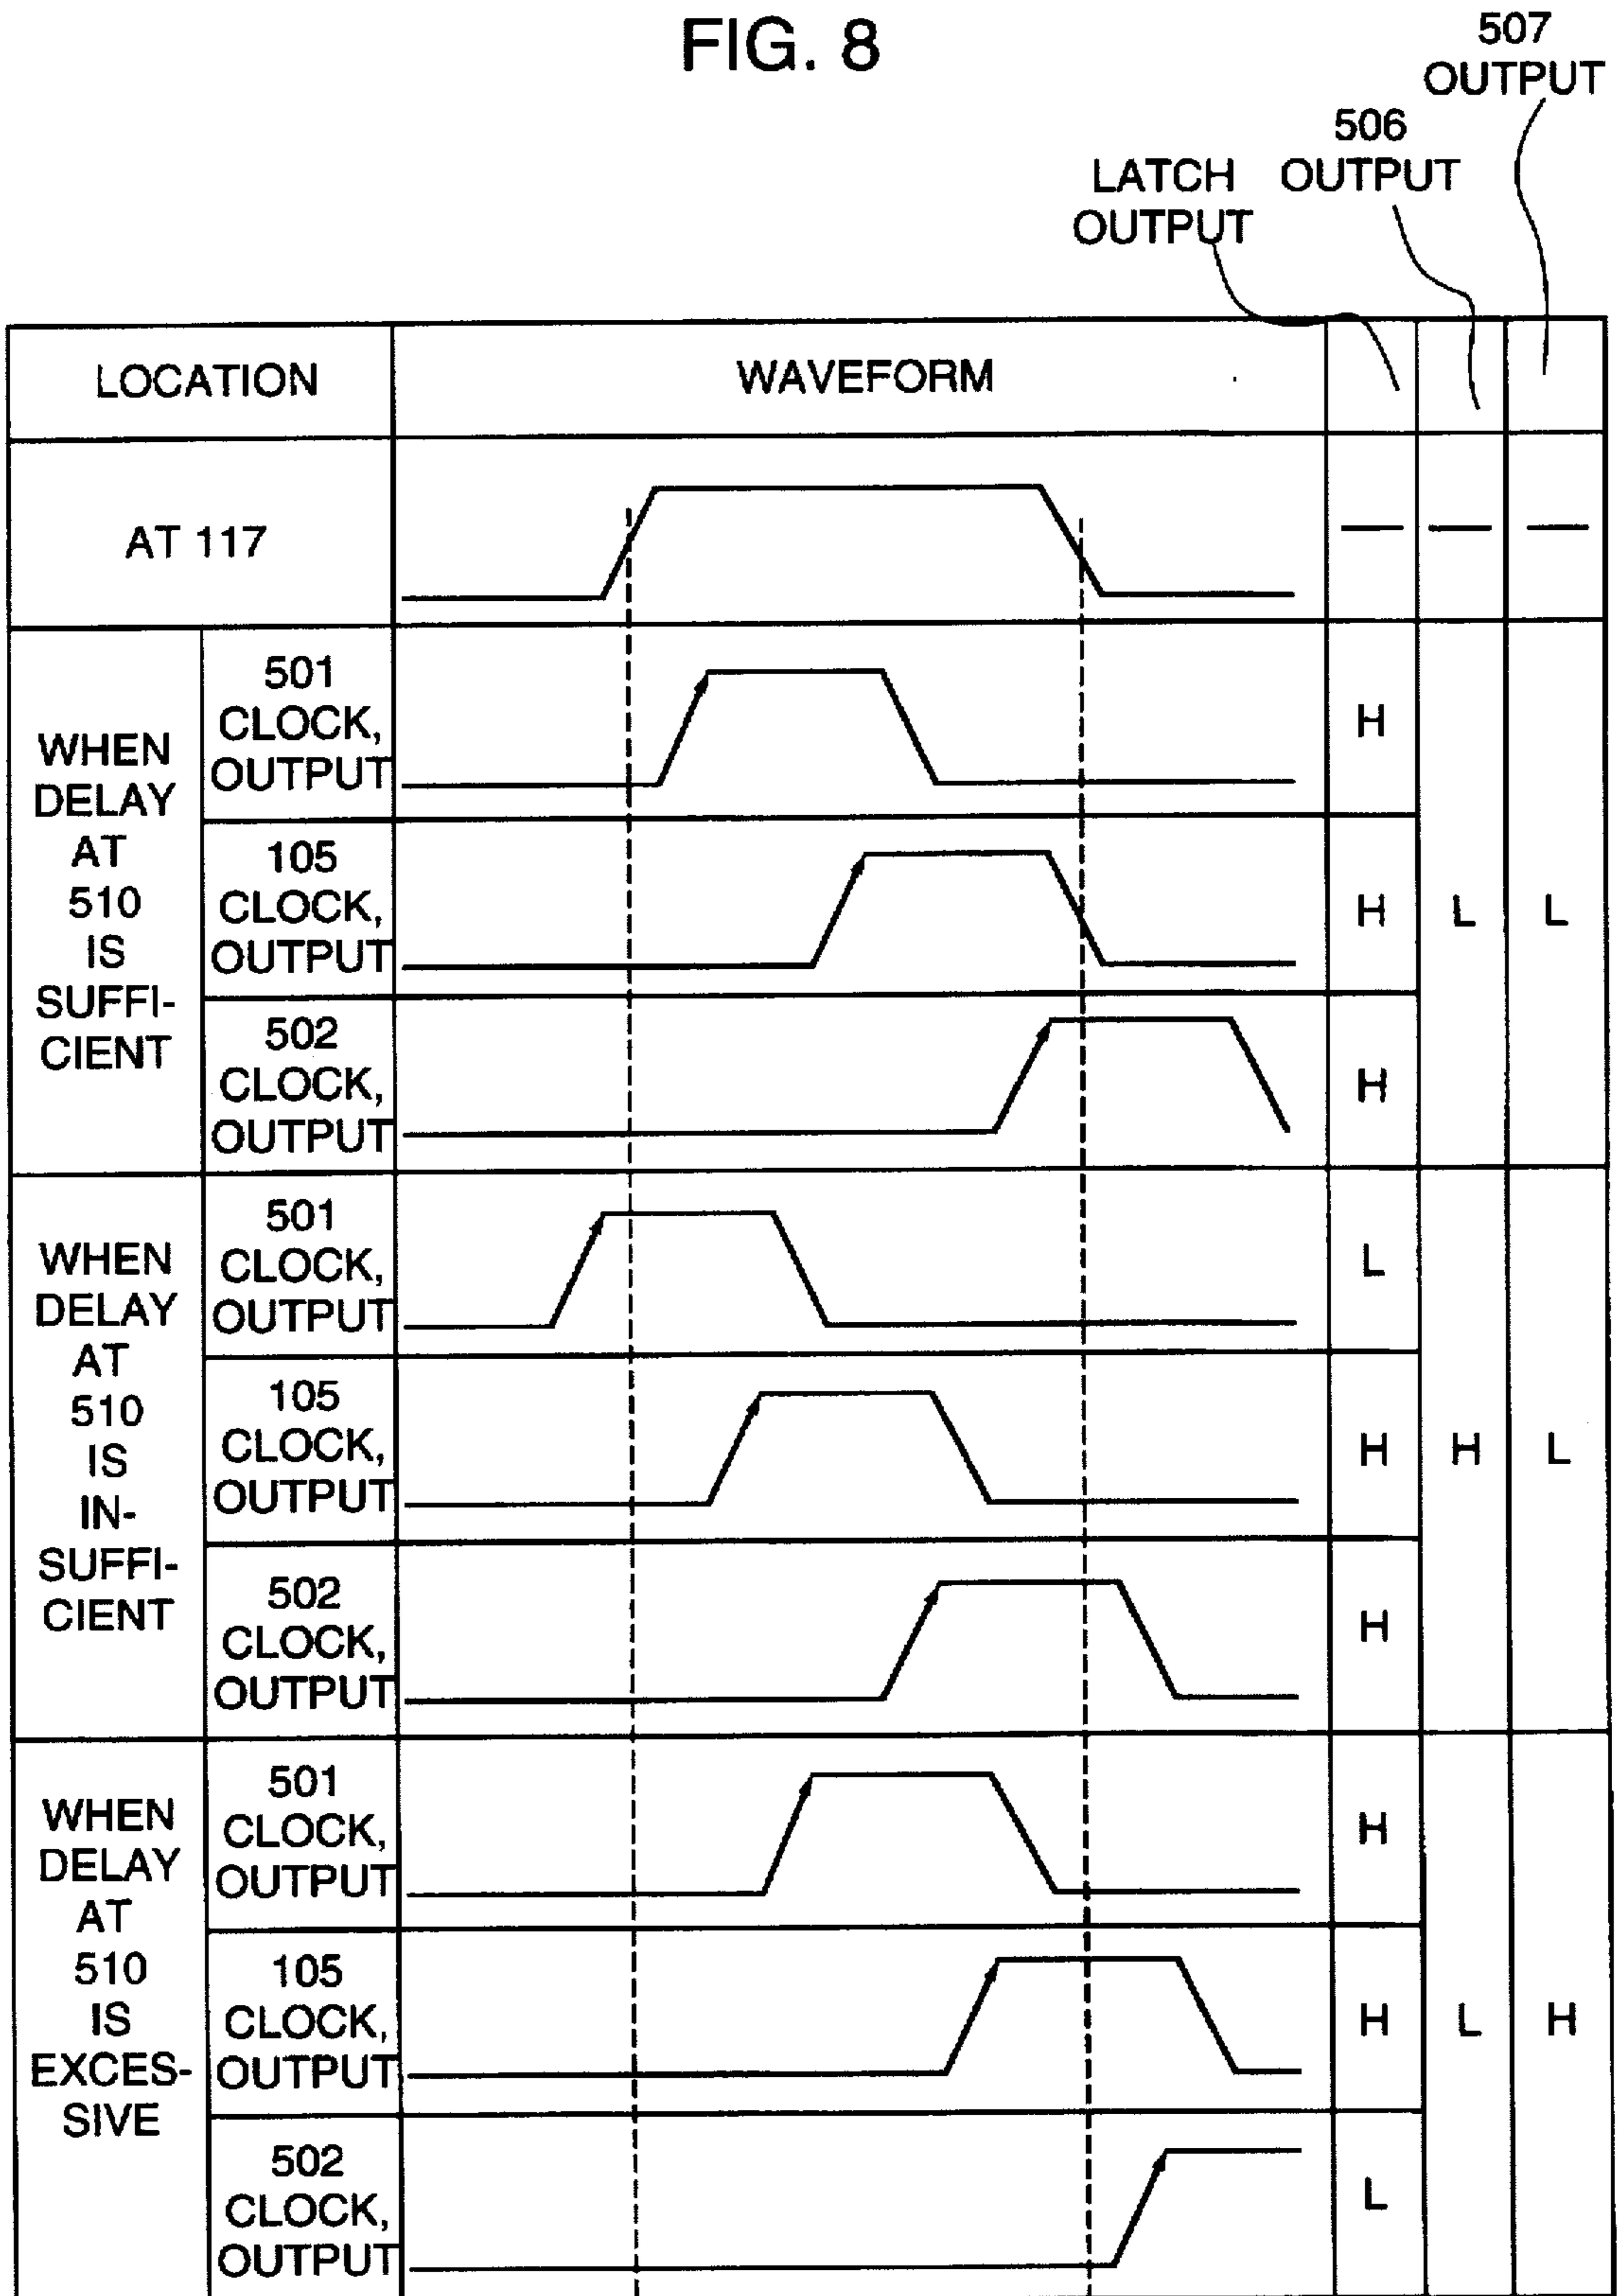 FIG. 8
507
OUTPUT
506
OUTPUT
LATCH
OUTPUT
LOCATION
WAVEFORM
AT 117
— — —
WHEN
DELAY
AT
510
IS
SUFFI-
CIENT
501
CLOCK,
OUTPUT
H
105
CLOCK,
OUTPUT
H
502
CLOCK,
OUTPUT
H
L
L
WHEN
DELAY
AT
510
IS
IN-
SUFFI-
CIENT
501
CLOCK,
OUTPUT
L
105
CLOCK,
OUTPUT
H
502
CLOCK,
OUTPUT
H
H
L
WHEN
DELAY
AT
510
IS
EXCES-
SIVE
501
CLOCK,
OUTPUT
H
105
CLOCK,
OUTPUT
H
502
CLOCK,
OUTPUT
L
L
H